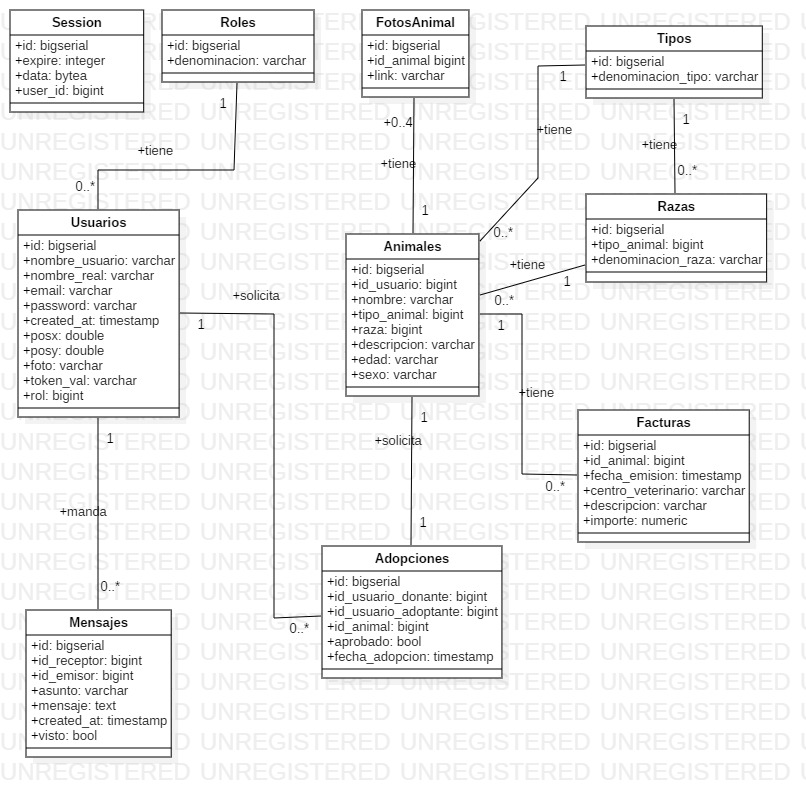 Session
+id: bigserial
+expire: integer
+data: bytea
+user_id: bigint
Roles
+id: bigserial
+denominacion: varchar
FotosAnimal
+id: bigserial
+id_animal bigint
+link: varchar
Tipos
+id: bigserial
+denominacion_tipo: varchar
1
+tiene
0..*
+0..4
+tiene
1
1
+tiene
0..*
1
+tiene
0..*
Usuarios
+id: bigserial
+nombre_usuario: varchar
+nombre_real: varchar
+email: varchar
+password: varchar
+created_at: timestamp
+posx: double
+posy: double
+foto: varchar
+token_val: varchar
+rol: bigint
Animales
+id: bigserial
+id_usuario: bigint
+nombre: varchar
+tipo_animal: bigint
+raza: bigint
+descripcion: varchar
+edad: varchar
+sexo: varchar
Razas
+id: bigserial
+tipo_animal: bigint
+denominacion_raza: varchar
+tiene
1
0..*
+solicita
1
0..*
1
+tiene
0..*
1
+solicita
1
1
+manda
0..*
Facturas
+id: bigserial
+id_animal: bigint
+fecha_emision: timestamp
+centro_veterinario: varchar
+descripcion: varchar
+importe: numeric
Adopciones
+id: bigserial
+id_usuario_donante: bigint
+id_usuario_adoptante: bigint
+id_animal: bigint
+aprobado: bool
+fecha_adopcion: timestamp
Mensajes
+id: bigserial
+id_receptor: bigint
+id_emisor: bigint
+asunto: varchar
+mensaje: text
+created_at: timestamp
+visto: bool
UNREGISTERED